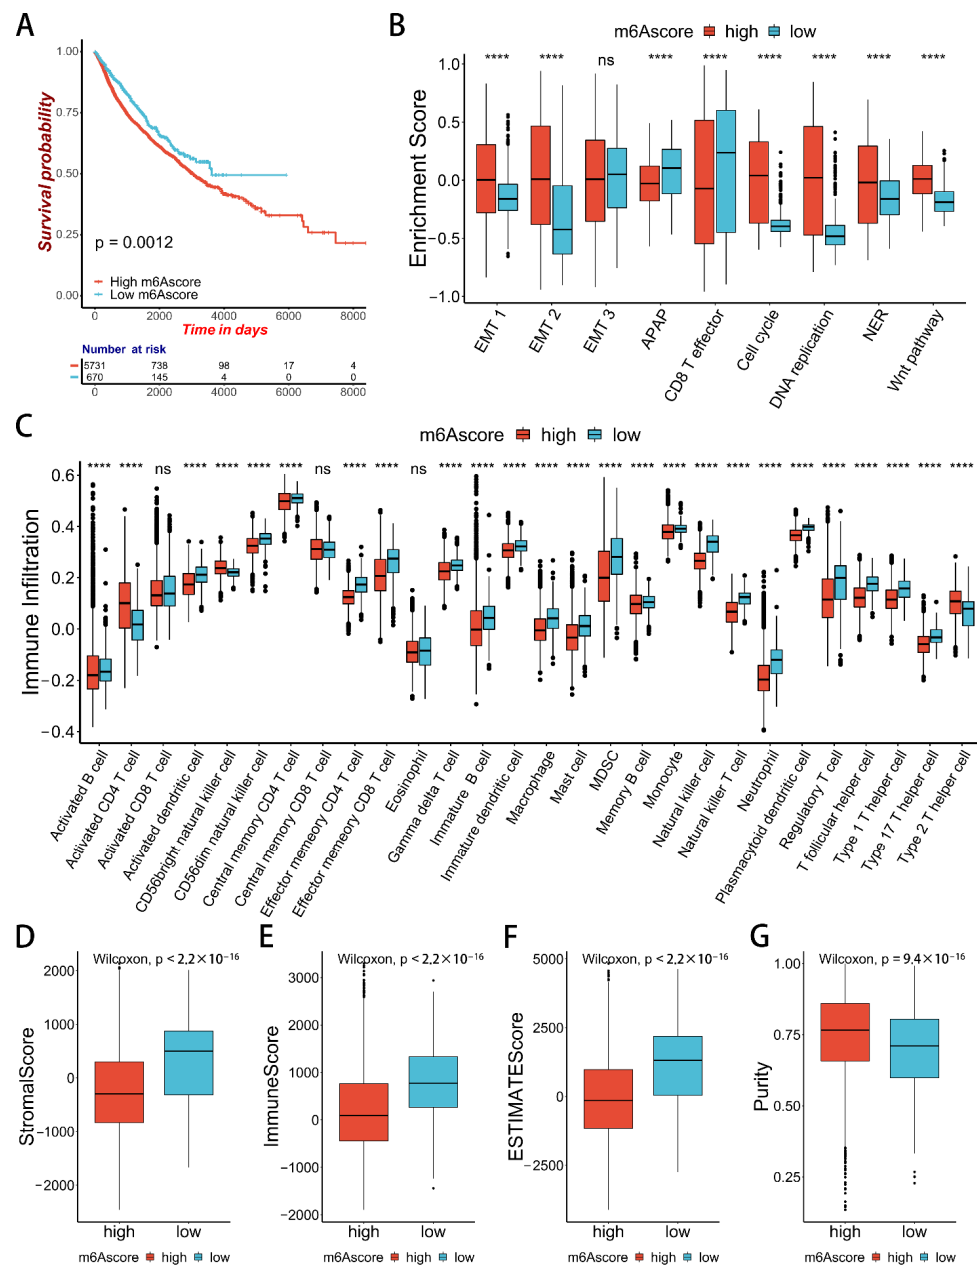 A
1.00
0.75
0.50
0.25
0.00
Survival probability
p = 0.0012
High m6Ascore
Low m6Ascore
0 2000 4000 6000 8000
Time in days
Number at risk
5731 738 98 17 4
670 145 4 0 0
0 2000 4000 6000 8000
B
m6Ascore high low
**** **** ns **** **** **** **** **** ****
1.0
0.5
0.0
−0.5
−1.0
Enrichment Score
EMT 1
EMT 2
EMT 3
APAP
CD8 T effector
Cell cycle
DNA replication
NER
Wnt pathway
C
m6Ascore high low
**** **** ns **** **** **** **** ns **** **** ns **** **** **** **** **** **** **** **** **** **** **** **** **** **** **** **** ****
0.6
0.4
0.2
0.0
−0.2
−0.4
Immune Infiltration
Activated B cell
Activated CD4 T cell
Activated CD8 T cell
Activated dendritic cell
CD56bright natural killer cell
CD56dim natural killer cell
Central memory CD4 T cell
Central memory CD8 T cell
Effector memeory CD4 T cell
Effector memeory CD8 T cell
Eosinophil
Gamma delta T cell
Immature B cell
Immature dendritic cell
Macrophage
Mast cell
MDSC
Memory B cell
Monocyte
Natural killer cell
Natural killer T cell
Neutrophil
Plasmacytoid dendritic cell
Regulatory T cell
T follicular helper cell
Type 1 T helper cell
Type 17 T helper cell
Type 2 T helper cell
D
Wilcoxon, p < 2.2×10⁻¹⁶
2000
1000
0
−1000
−2000
StromalScore
high low
m6Ascore high low
E
Wilcoxon, p < 2.2×10⁻¹⁶
3000
2000
1000
0
−1000
−2000
ImmuneScore
high low
m6Ascore high low
F
Wilcoxon, p < 2.2×10⁻¹⁶
5000
2500
0
−2500
ESTIMATEScore
high low
m6Ascore high low
G
Wilcoxon, p = 9.4×10⁻¹⁶
1.00
0.75
0.50
0.25
Purity
high low
m6Ascore high low